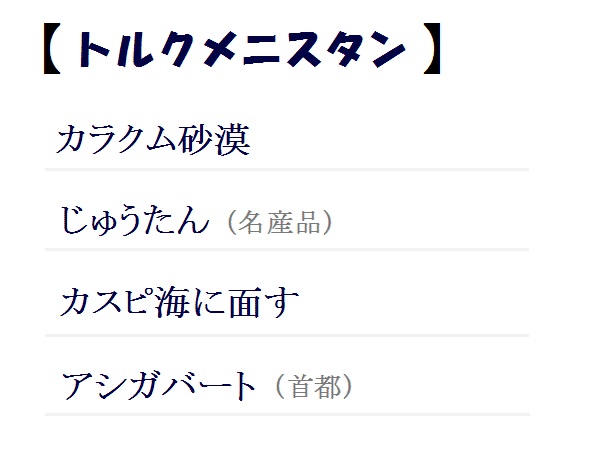 【トルクメニスタン】
カラクム砂漠
じゅうたん（名産品）
カスピ海に面す
アシガバート（首都）